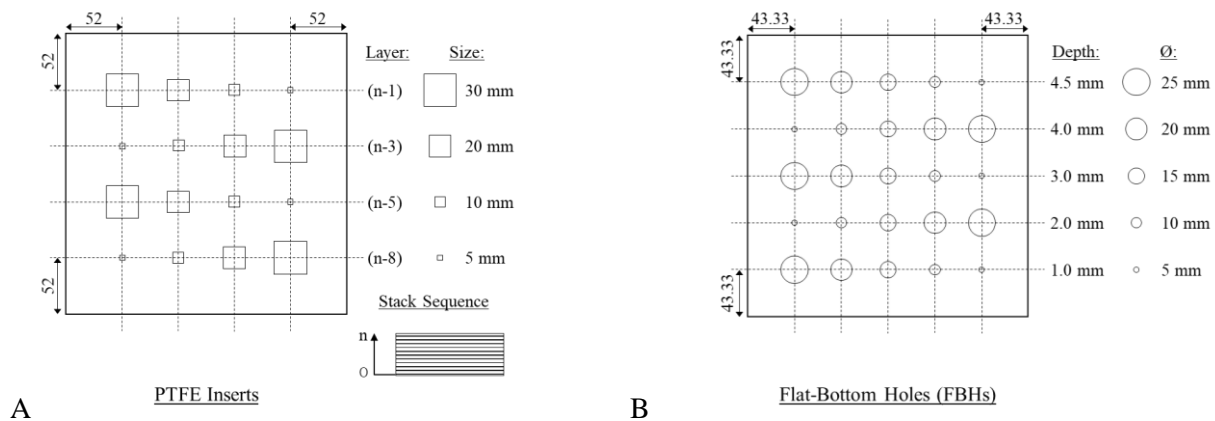 52
52
52
52
Layer:
Size:
(n-1)
30 mm
(n-3)
20 mm
(n-5)
10 mm
(n-8)
5 mm
Stack Sequence
n
O
A
PTFE Inserts
43.33
43.33
43.33
43.33
Depth:
Ø:
4.5 mm
25 mm
4.0 mm
20 mm
3.0 mm
15 mm
2.0 mm
10 mm
1.0 mm
5 mm
B
Flat-Bottom Holes (FBHs)